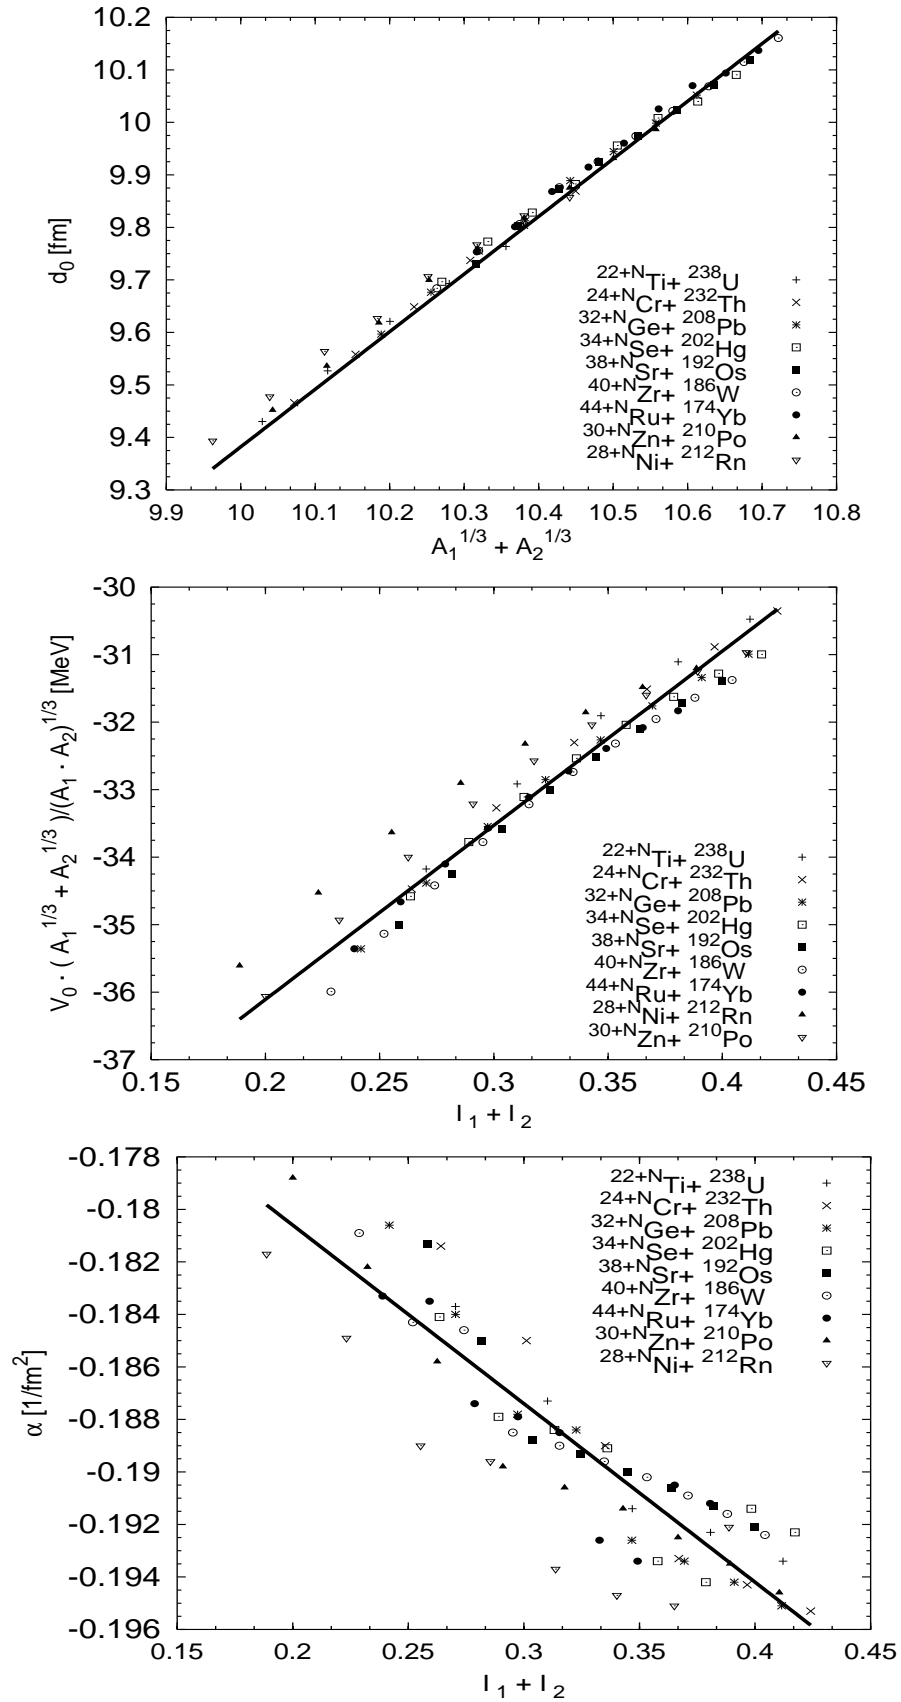 10.2
10.1
10
9.9
9.8
9.7
9.6
9.5
9.4
9.3
d0 [fm]
22+NTi+ 238U
24+NCr+ 232Th
32+NGe+ 208Pb
34+NSe+ 202Hg
38+NSr+ 192Os
40+NZr+ 186W
44+NRu+ 174Yb
30+NZn+ 210Po
28+NNi+ 212Rn
9.9 10 10.1 10.2 10.3 10.4 10.5 10.6 10.7 10.8
A1^1/3 + A2^1/3
-30
-31
-32
-33
-34
-35
-36
-37
V0 · ( A1^1/3 + A2^1/3 )/(A1 · A2)^1/3 [MeV]
22+NTi+ 238U
24+NCr+ 232Th
32+NGe+ 208Pb
34+NSe+ 202Hg
38+NSr+ 192Os
40+NZr+ 186W
44+NRu+ 174Yb
28+NNi+ 212Rn
30+NZn+ 210Po
0.15 0.2 0.25 0.3 0.35 0.4 0.45
I1 + I2
-0.178
-0.18
-0.182
-0.184
-0.186
-0.188
-0.19
-0.192
-0.194
-0.196
α [1/fm2]
22+NTi+ 238U
24+NCr+ 232Th
32+NGe+ 208Pb
34+NSe+ 202Hg
38+NSr+ 192Os
40+NZr+ 186W
44+NRu+ 174Yb
30+NZn+ 210Po
28+NNi+ 212Rn
0.15 0.2 0.25 0.3 0.35 0.4 0.45
I1 + I2